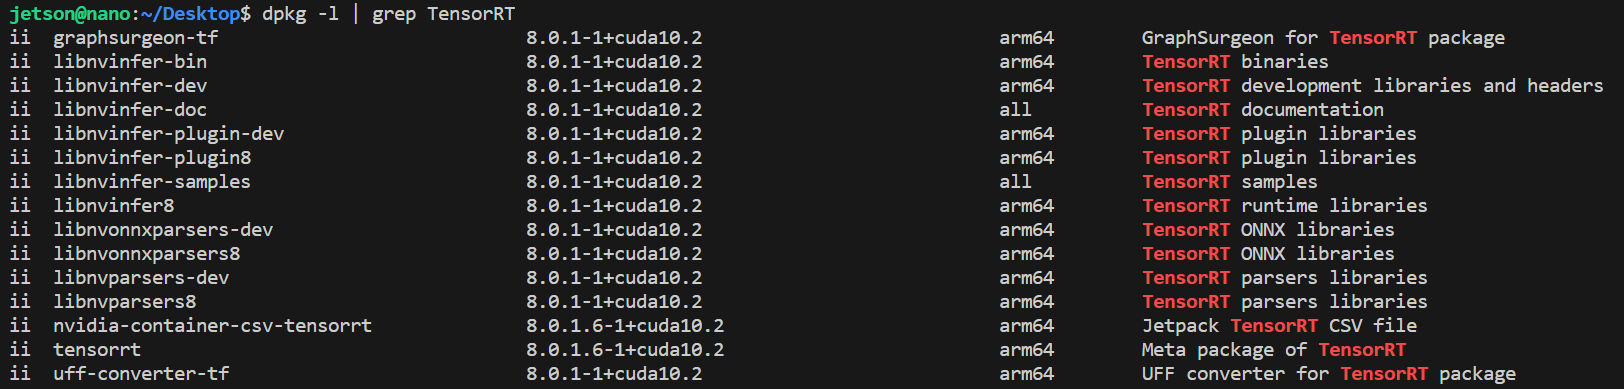 jetson@nano:~/Desktop$ dpkg -l | grep TensorRT
ii graphsurgeon-tf 8.0.1-1+cuda10.2 arm64 GraphSurgeon for TensorRT package
ii libnvinfer-bin 8.0.1-1+cuda10.2 arm64 TensorRT binaries
ii libnvinfer-dev 8.0.1-1+cuda10.2 arm64 TensorRT development libraries and headers
ii libnvinfer-doc 8.0.1-1+cuda10.2 all TensorRT documentation
ii libnvinfer-plugin-dev 8.0.1-1+cuda10.2 arm64 TensorRT plugin libraries
ii libnvinfer-plugin8 8.0.1-1+cuda10.2 arm64 TensorRT plugin libraries
ii libnvinfer-samples 8.0.1-1+cuda10.2 all TensorRT samples
ii libnvinfer8 8.0.1-1+cuda10.2 arm64 TensorRT runtime libraries
ii libnvonnxparsers-dev 8.0.1-1+cuda10.2 arm64 TensorRT ONNX libraries
ii libnvonnxparsers8 8.0.1-1+cuda10.2 arm64 TensorRT ONNX libraries
ii libnvparsers-dev 8.0.1-1+cuda10.2 arm64 TensorRT parsers libraries
ii libnvparsers8 8.0.1-1+cuda10.2 arm64 TensorRT parsers libraries
ii nvidia-container-csv-tensorrt 8.0.1.6-1+cuda10.2 arm64 Jetpack TensorRT CSV file
ii tensorrt 8.0.1.6-1+cuda10.2 arm64 Meta package of TensorRT
ii uff-converter-tf 8.0.1-1+cuda10.2 arm64 UFF converter for TensorRT package